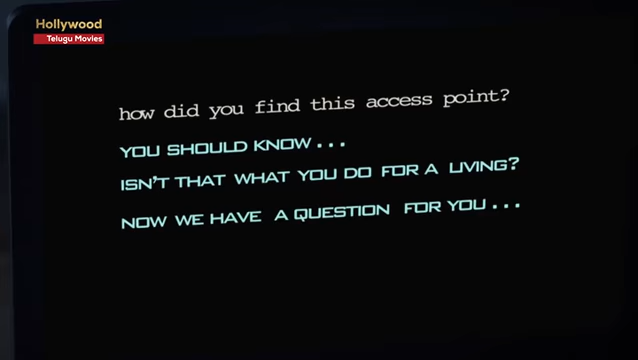 Hollywood
Telugu Movies
how did you find this access point?
YOU SHOULD KNOW...
ISN'T THAT WHAT YOU DO FOR A LIVING?
NOW WE HAVE A QUESTION FOR YOU...